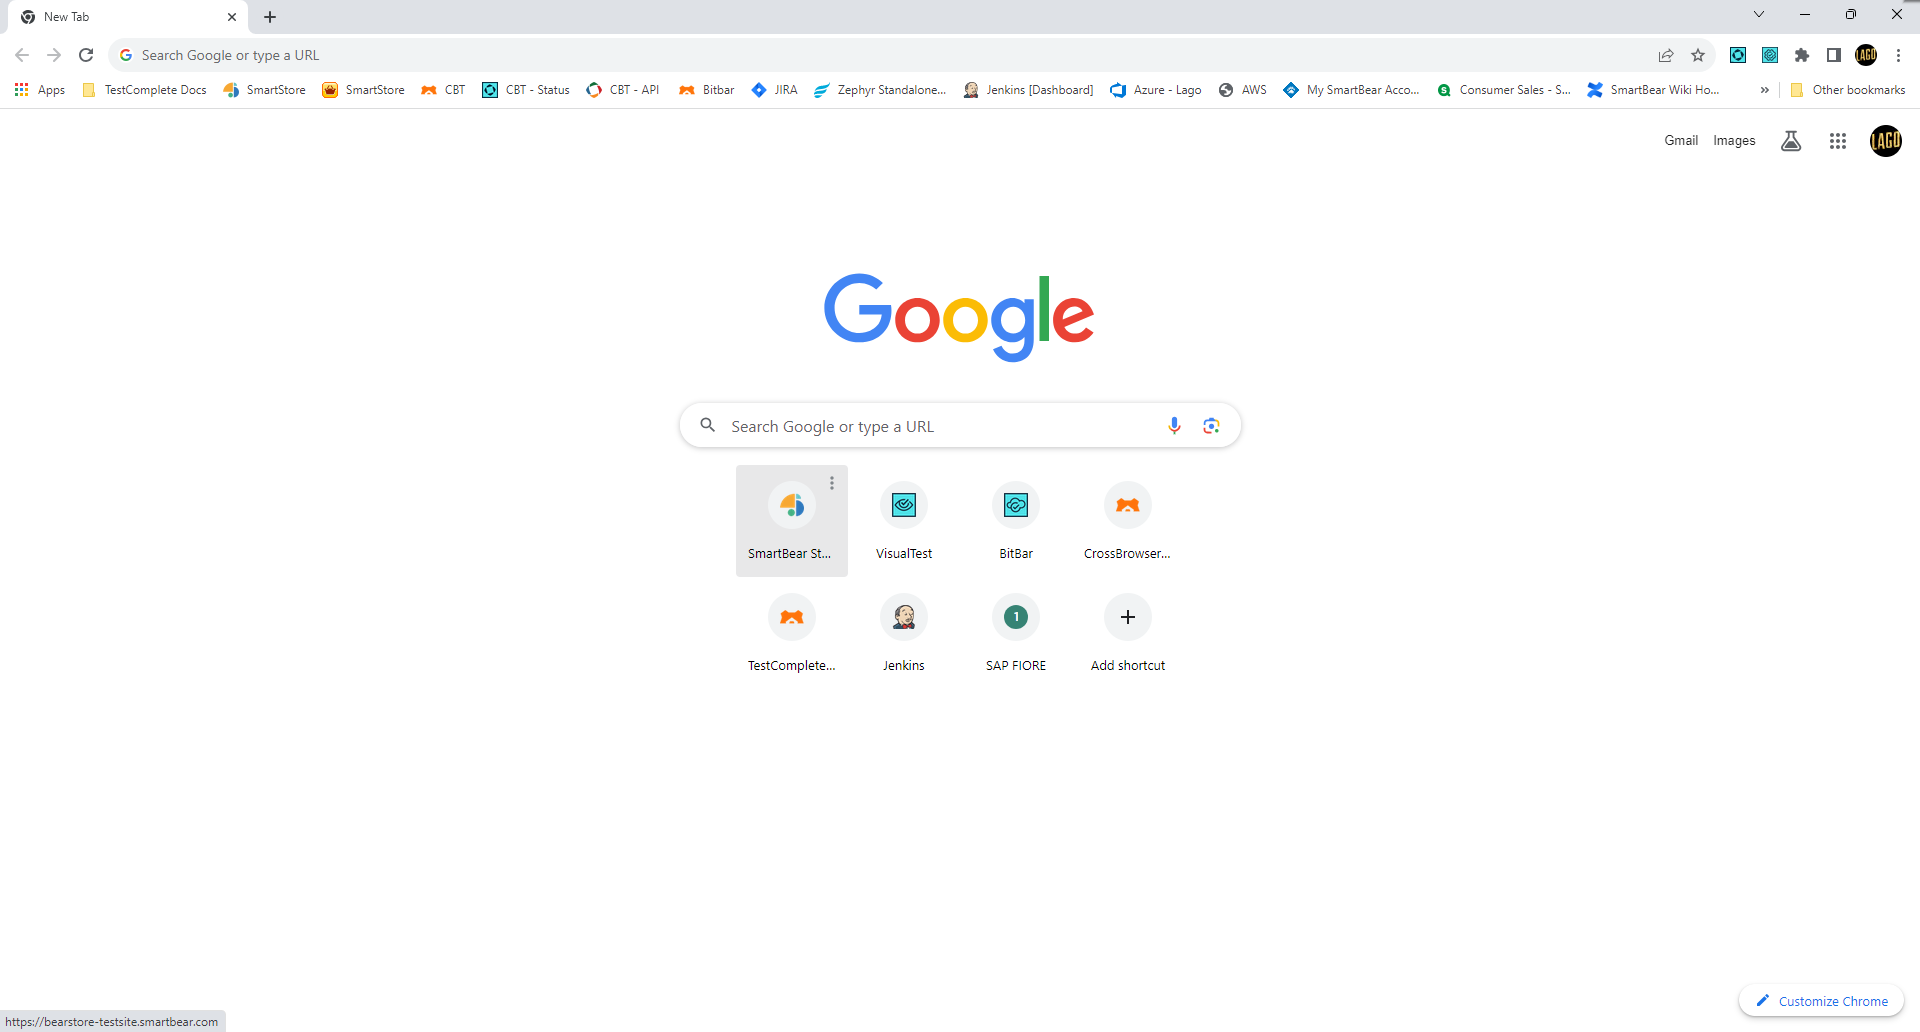 New Tab
Search Google or type a URL
LAGO
Apps TestComplete Docs SmartStore SmartStore CBT CBT - Status CBT - API Bitbar JIRA Zephyr Standalone... Jenkins [Dashboard] Azure - Lago AWS My SmartBear Acco... Consumer Sales - S... SmartBear Wiki Ho... » Other bookmarks
Gmail Images LAGO
Google
Search Google or type a URL
SmartBear St... VisualTest BitBar CrossBrowser...
1
TestComplete... Jenkins SAP FIORE Add shortcut
Customize Chrome
https://bearstore-testsite.smartbear.com